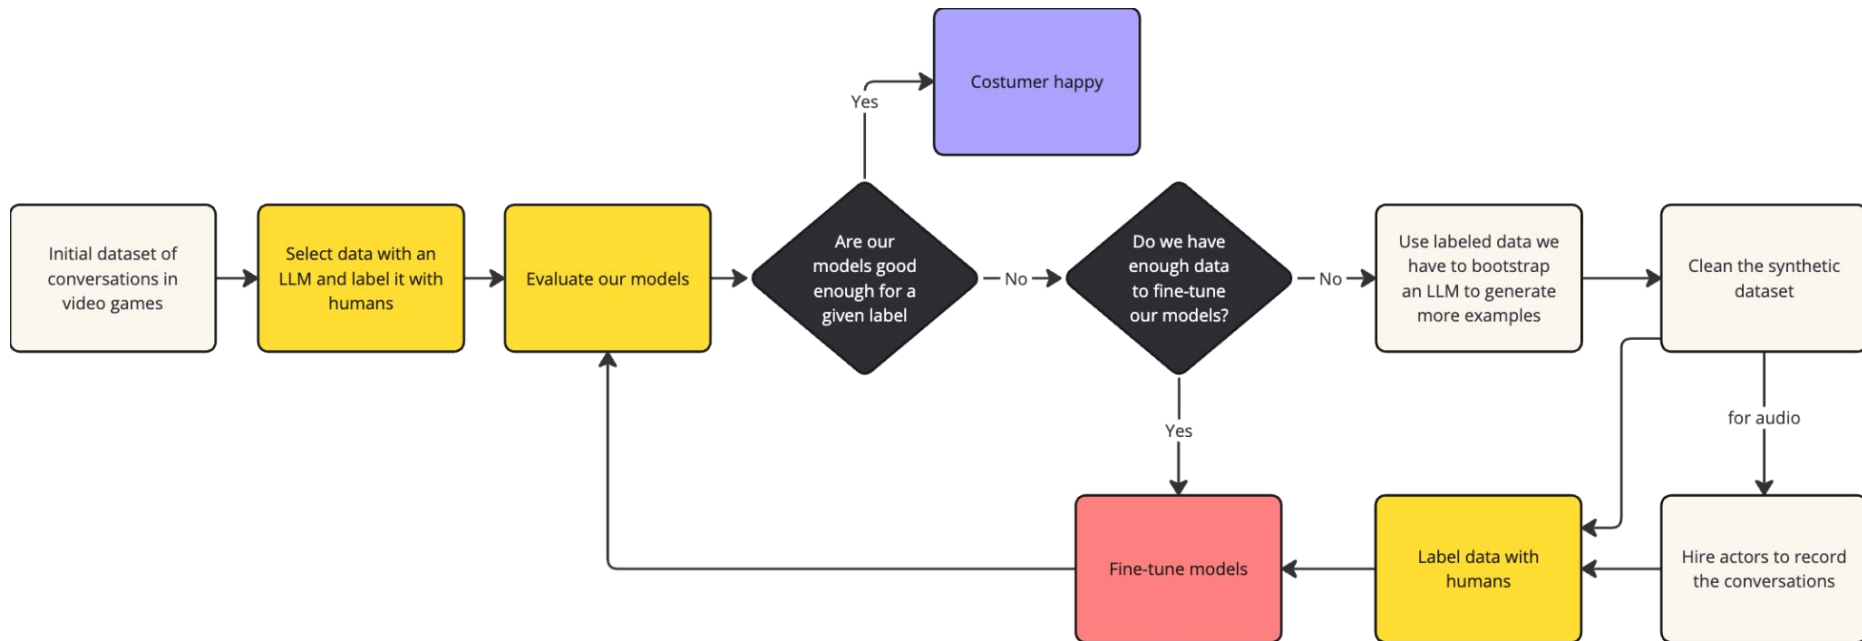 Costumer happy
Yes
Initial dataset of
conversations in
video games
Select data with an
LLM and label it with
humans
Evaluate our models
Are our
models good
enough for a
given label
No
Do we have
enough data
to fine-tune
our models?
No
Use labeled data we
have to bootstrap
an LLM to generate
more examples
Clean the synthetic
dataset
Yes
for audio
Fine-tune models
Label data with
humans
Hire actors to record
the conversations